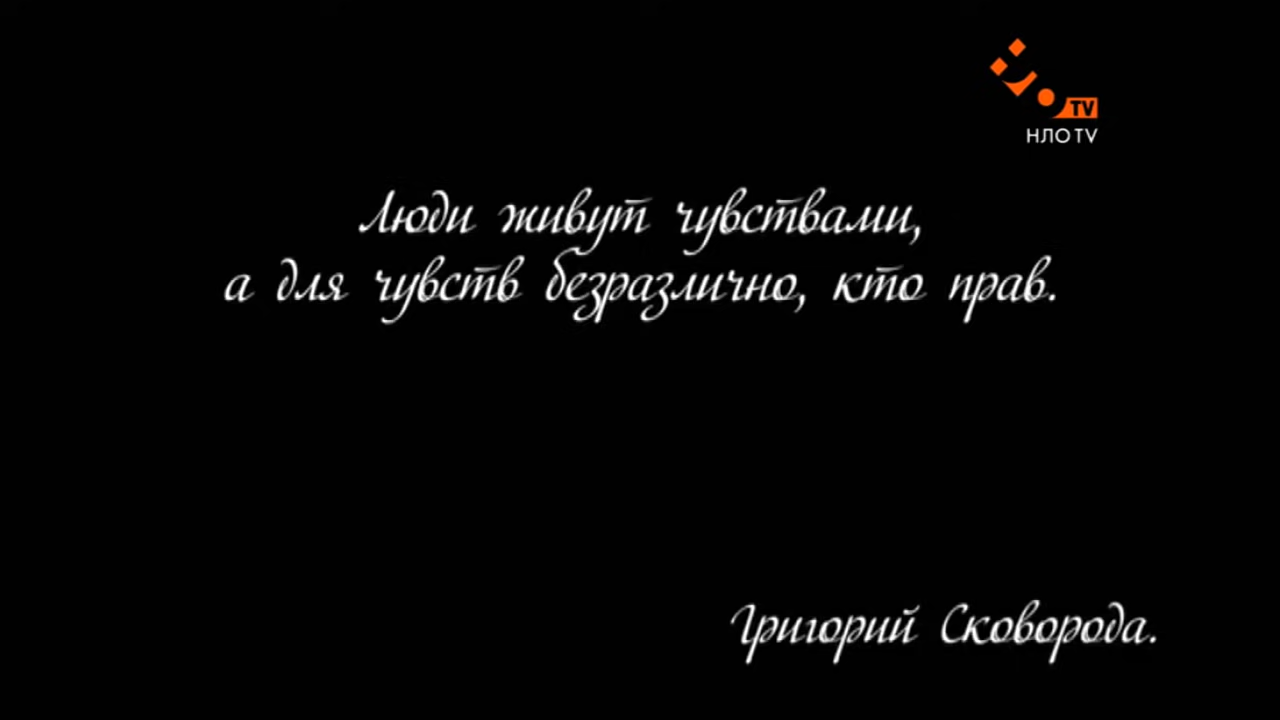 TV
НЛО TV
Люди живут чувствами,
а для чувств безразлично, кто прав.
Григорий Сковорода.